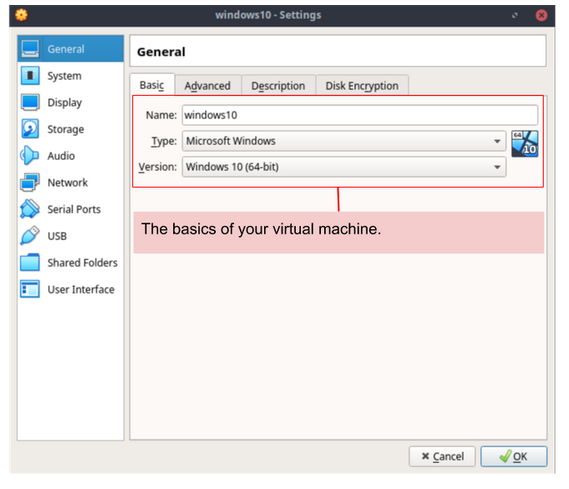 windows10 - Settings
General
System
Display
Storage
Audio
Network
Serial Ports
USB
Shared Folders
User Interface
General
Basic Advanced Description Disk Encryption
Name: windows10
Type: Microsoft Windows
64
10
Version: Windows 10 (64-bit)
The basics of your virtual machine.
Cancel OK